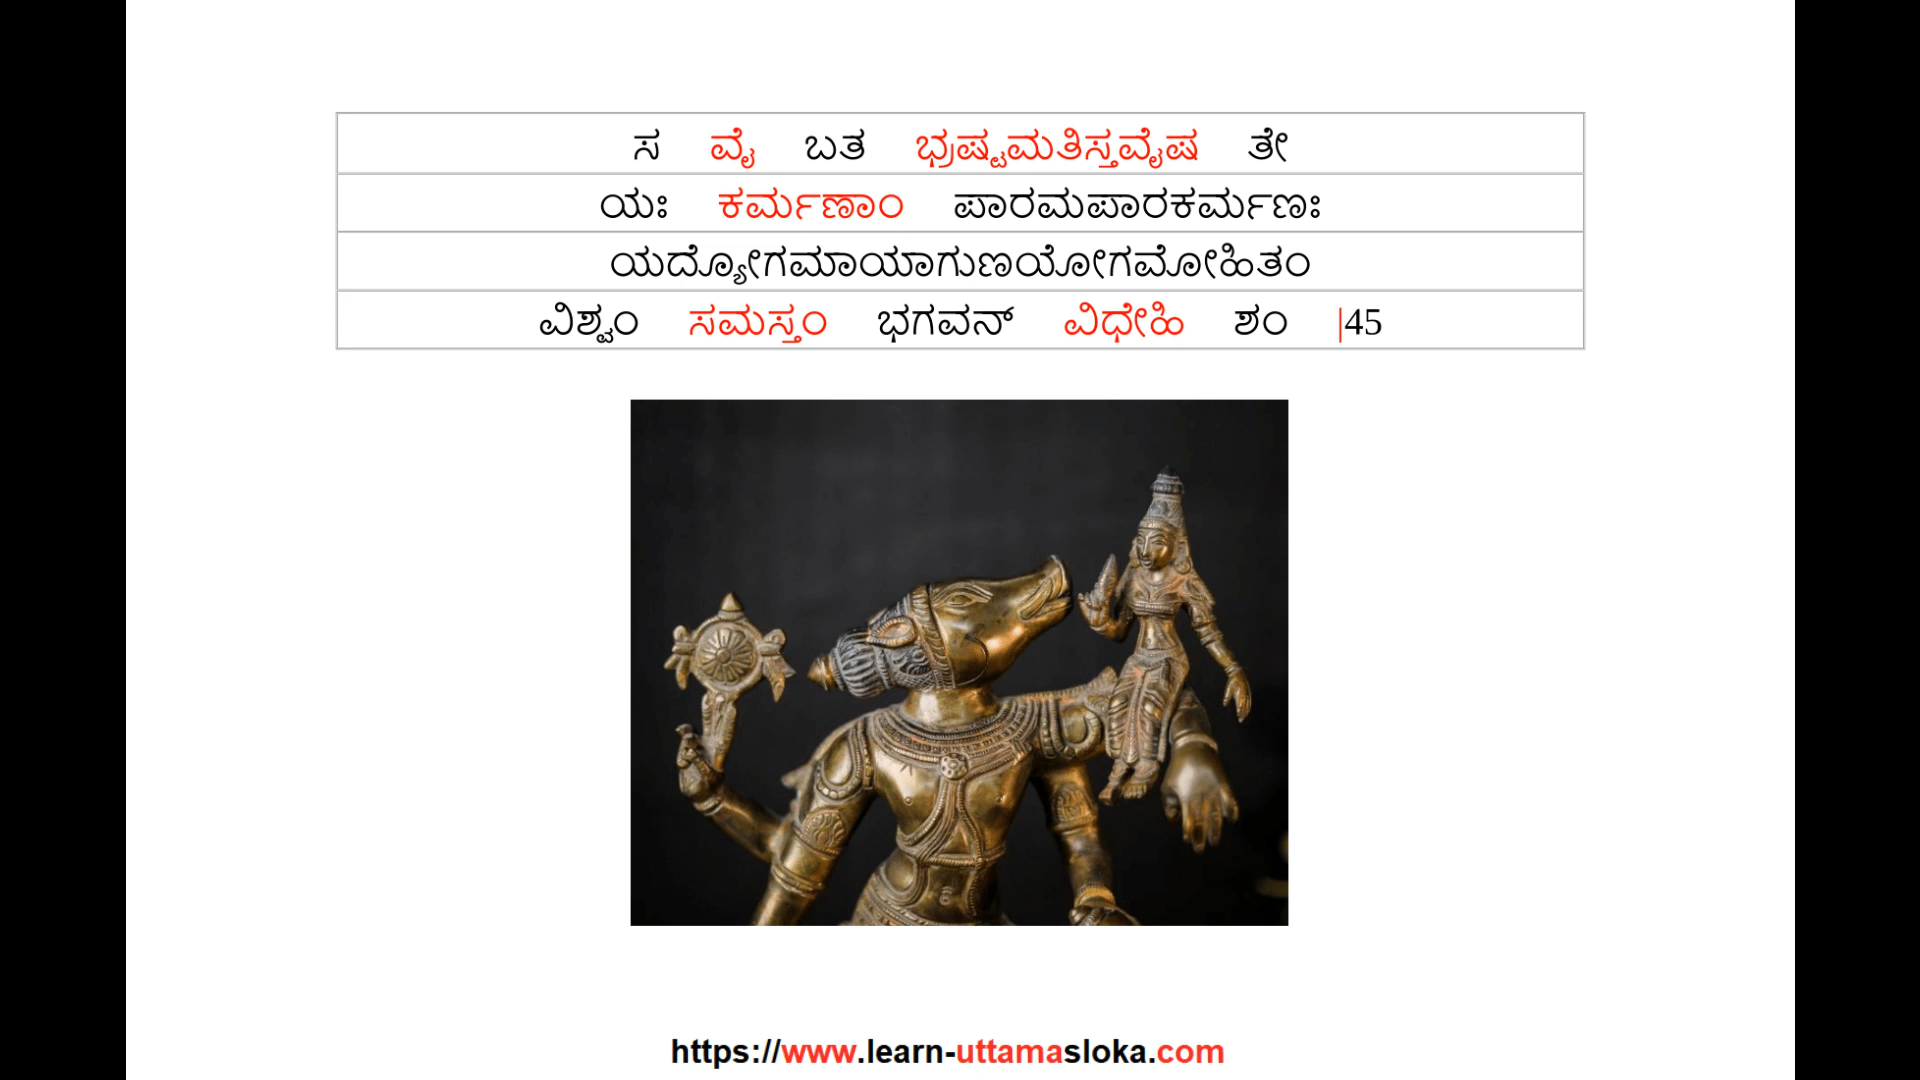 ಸ ವೈ ಬತ ಭ್ರಷ್ಟಮತಿಸ್ತವೈಷ ತೇ
ಯಃ ಕರ್ಮಣಾಂ ಪಾರಮಪಾರಕರ್ಮಣಃ
ಯದ್ಯೋಗಮಾಯಾಗುಣಯೋಗಮೋಹಿತಂ
ವಿಶ್ವಂ ಸಮಸ್ತಂ ಭಗವನ್ ವಿಧೇಹಿ ಶಂ |45
https://www.learn-uttamasloka.com